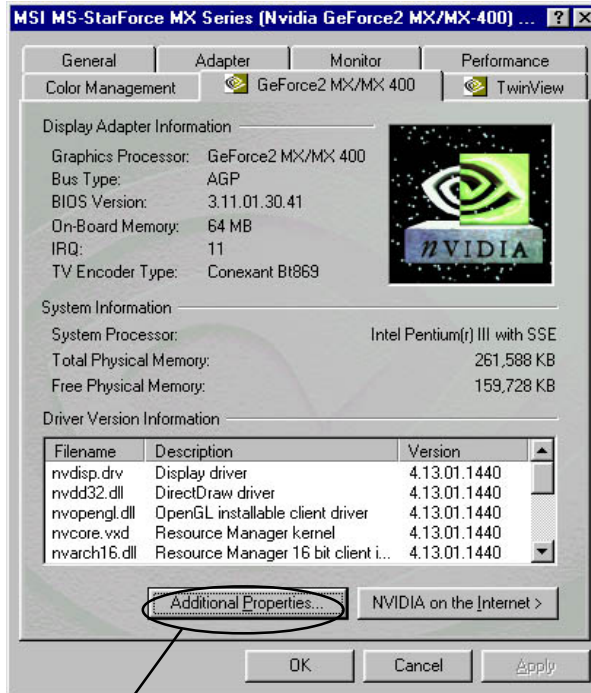 MSI MS-StarForce MX Series (Nvidia GeForce2 MX/MX-400) ... ? X
General Adapter Monitor Performance
Color Management GeForce2 MX/MX 400 TwinView
Display Adapter Information
Graphics Processor: GeForce2 MX/MX 400
Bus Type: AGP
BIOS Version: 3.11.01.30.41
On-Board Memory: 64 MB
IRQ: 11
TV Encoder Type: Conexant Bt869
nVIDIA
System Information
System Processor: Intel Pentium(r) III with SSE
Total Physical Memory: 261,588 KB
Free Physical Memory: 159,728 KB
Driver Version Information
Filename Description Version
nvdisp.drv Display driver 4.13.01.1440
nvdd32.dll DirectDraw driver 4.13.01.1440
nvopengl.dll OpenGL installable client driver 4.13.01.1440
nvcore.vxd Resource Manager kernel 4.13.01.1440
nvarch16.dll Resource Manager 16 bit client i... 4.13.01.1440
Additional Properties... NVIDIA on the Internet >
OK Cancel Apply